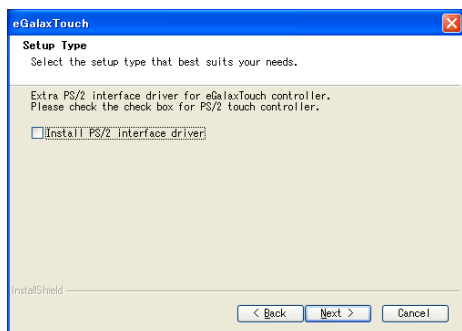 eGalaxTouch
Setup Type
Select the setup type that best suits your needs.
Extra PS/2 interface driver for eGalaxTouch controller.
Please check the check box for PS/2 touch controller.
Install PS/2 interface driver
InstallShield
< Back
Next >
Cancel